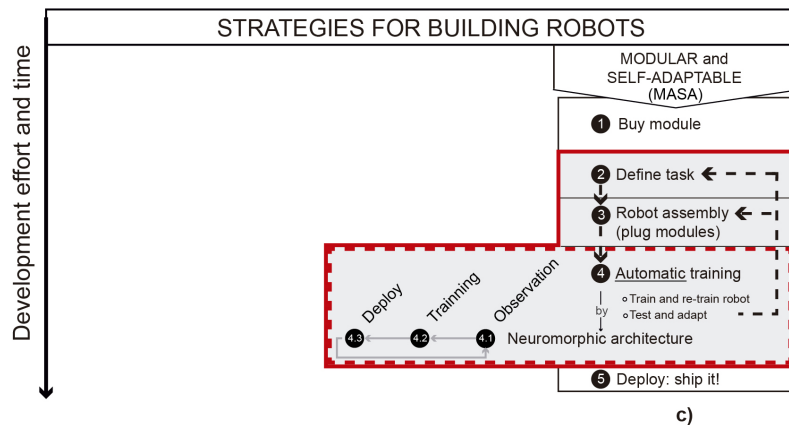 STRATEGIES FOR BUILDING ROBOTS
Development effort and time
MODULAR and
SELF-ADAPTABLE
(MASA)
1 Buy module
2 Define task
3 Robot assembly
(plug modules)
4 Automatic training
Train and re-train robot
by
Test and adapt
Deploy
Trainning
Observation
4.3
4.2
4.1
Neuromorphic architecture
5 Deploy: ship it!
c)